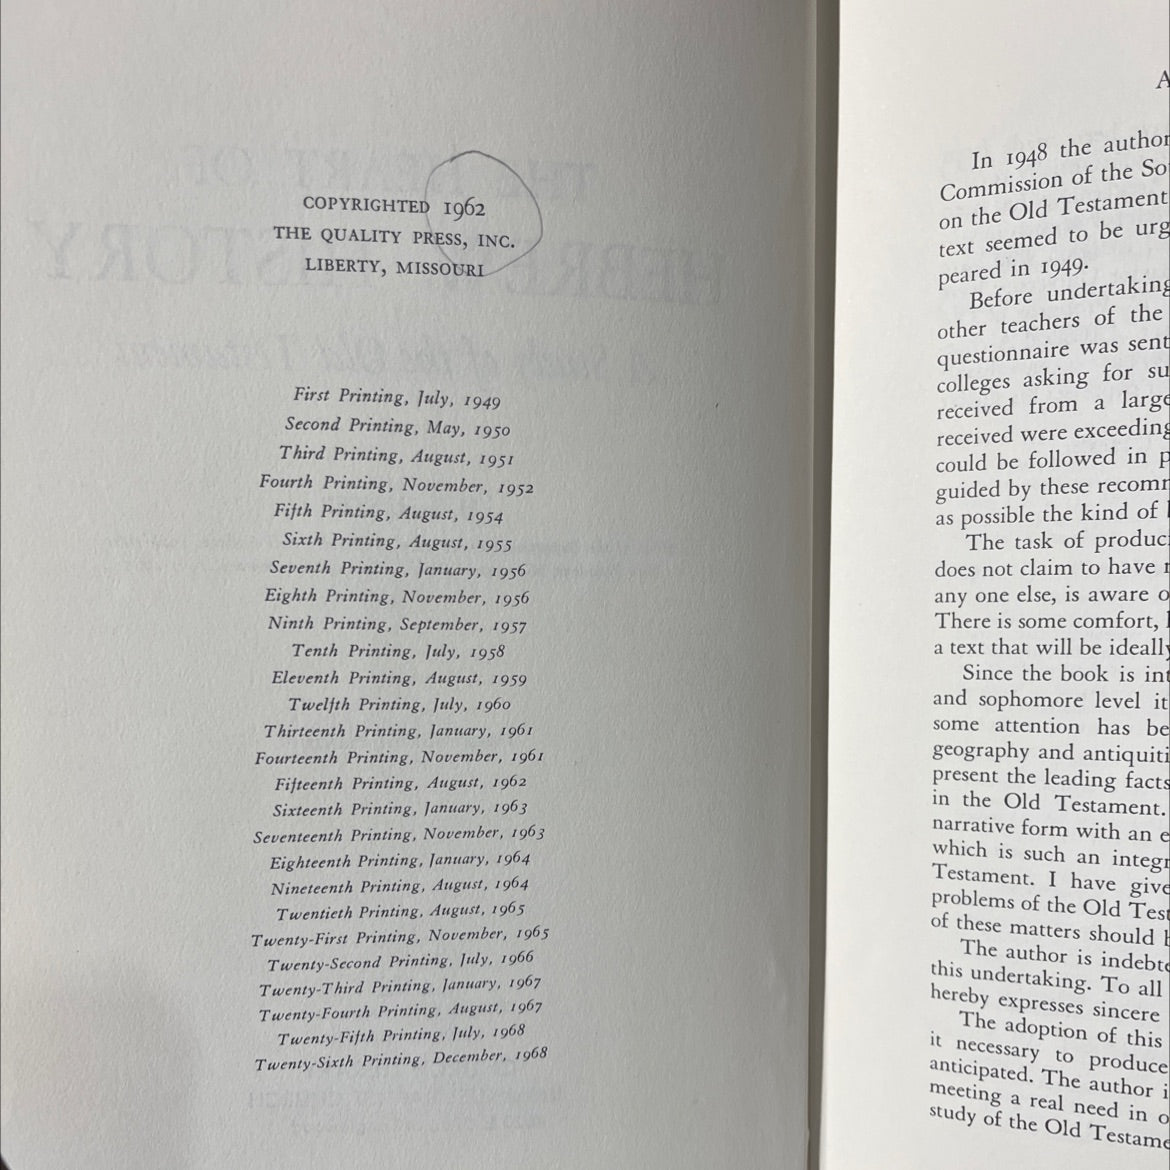 COPYRIGHTED 1962
THE QUALITY PRESS, INC.
LIBERTY, MISSOURI
First Printing, July, 1949
Second Printing, May, 1950
Third Printing, August, 1951
Fourth Printing, November, 1952
Fifth Printing, August, 1954
Sixth Printing, August, 1955
Seventh Printing, January, 1956
Eighth Printing, November, 1956
Ninth Printing, September, 1957
Tenth Printing, July, 1958
Eleventh Printing, August, 1959
Twelfth Printing, July, 1960
Thirteenth Printing, January, 1961
Fourteenth Printing, November, 1961
Fifteenth Printing, August, 1962
Sixteenth Printing, January, 1963
Seventeenth Printing, November, 1963
Eighteenth Printing, January, 1964
Nineteenth Printing, August, 1964
Twentieth Printing, August, 1965
Twenty-First Printing, November, 1965
Twenty-Second Printing, July, 1966
Twenty-Third Printing, January, 1967
Twenty-Fourth Printing, August, 1967
Twenty-Fifth Printing, July, 1968
Twenty-Sixth Printing, December, 1968
A
In 1948 the author
Commission of the So
on the Old Testament
text seemed to be urg
peared in 1949.
Before undertaking
other teachers of the
questionnaire was sent
colleges asking for su
received from a large
received were exceeding
could be followed in p
guided by these recom
as possible the kind of
The task of produc
does not claim to have
any one else, is aware o
There is some comfort,
a text that will be ideally
Since the book is int
and sophomore level it
some attention has be
geography and antiquiti
present the leading facts
in the Old Testament.
narrative form with an e
which is such an integr
Testament. I have give
problems of the Old Test
of these matters should
The author is indebte
this undertaking. To all
hereby expresses sincere
The adoption of this
it necessary to produce
anticipated. The author i
meeting a real need in o
study of the Old Testame